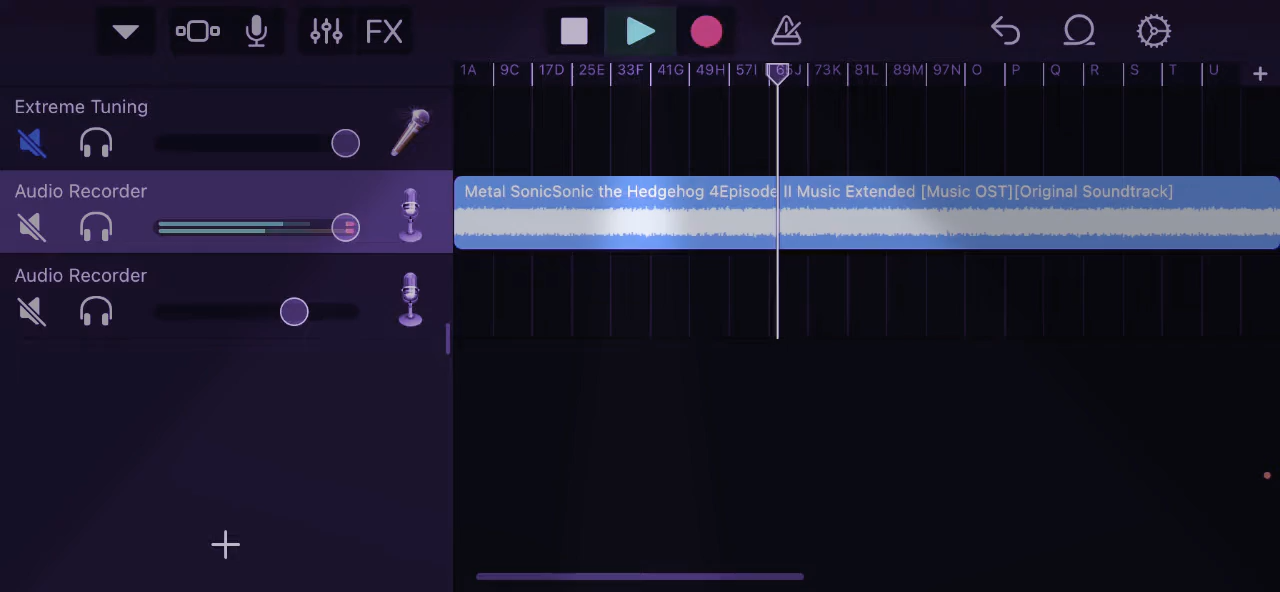 FX
1A 9C 17D 25E 33F 41G 49H 57I 65J 73K 81L 89M 97N O P Q R S T U
Extreme Tuning
Audio Recorder
Metal SonicSonic the Hedgehog 4Episode II Music Extended [Music OST][Original Soundtrack]
Audio Recorder